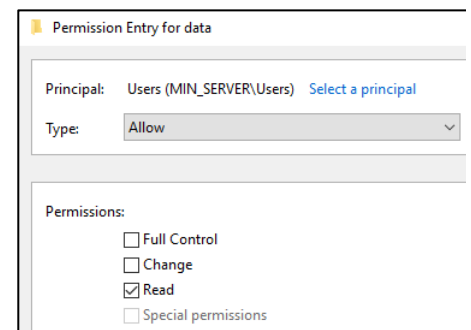 Permission Entry for data
Principal: Users (MIN_SERVER\Users) Select a principal
Type: Allow
Permissions:
Full Control
Change
Read
Special permissions